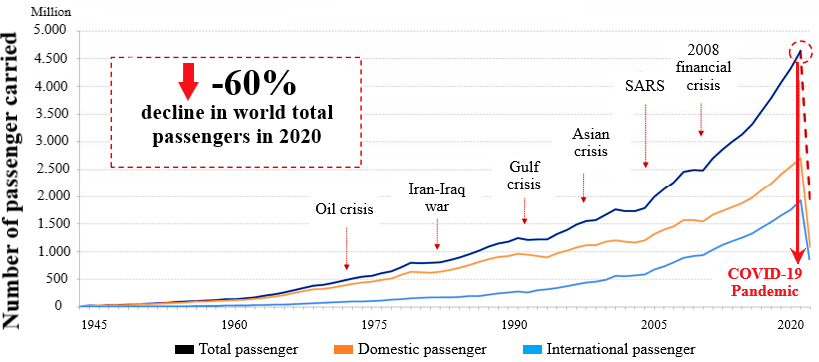 Million
Number of passenger carried
5.000
4.500
4.000
3.500
3.000
2.500
2.000
1.500
1.000
500
0
-60%
decline in world total
passengers in 2020
Oil crisis
Iran-Iraq
war
Gulf
crisis
Asian
crisis
SARS
2008
financial
crisis
COVID-19
Pandemic
1945
1960
1975
1990
2005
2020
Total passenger
Domestic passenger
International passenger